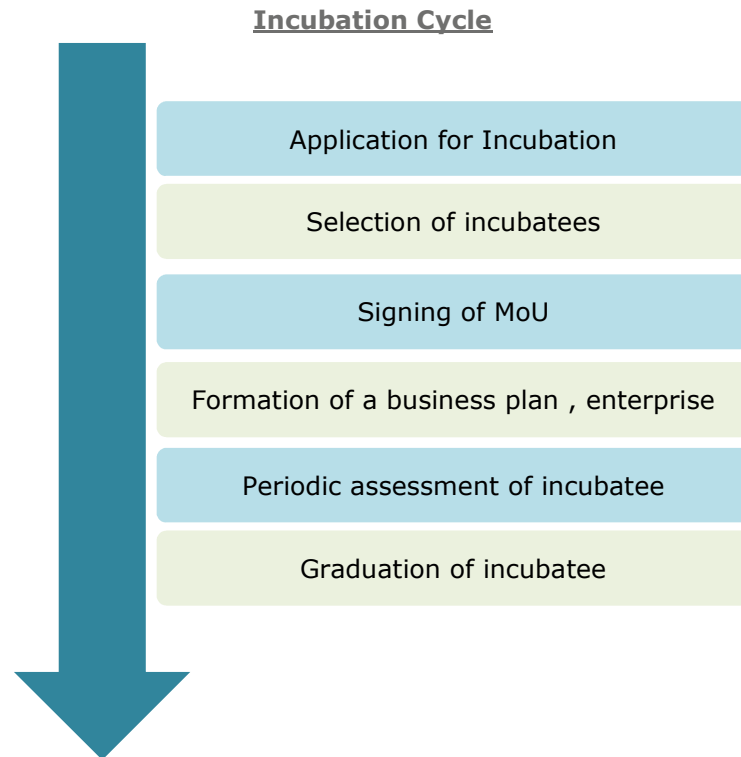 Incubation Cycle
Application for Incubation
Selection of incubatees
Signing of MoU
Formation of a business plan , enterprise
Periodic assessment of incubatee
Graduation of incubatee